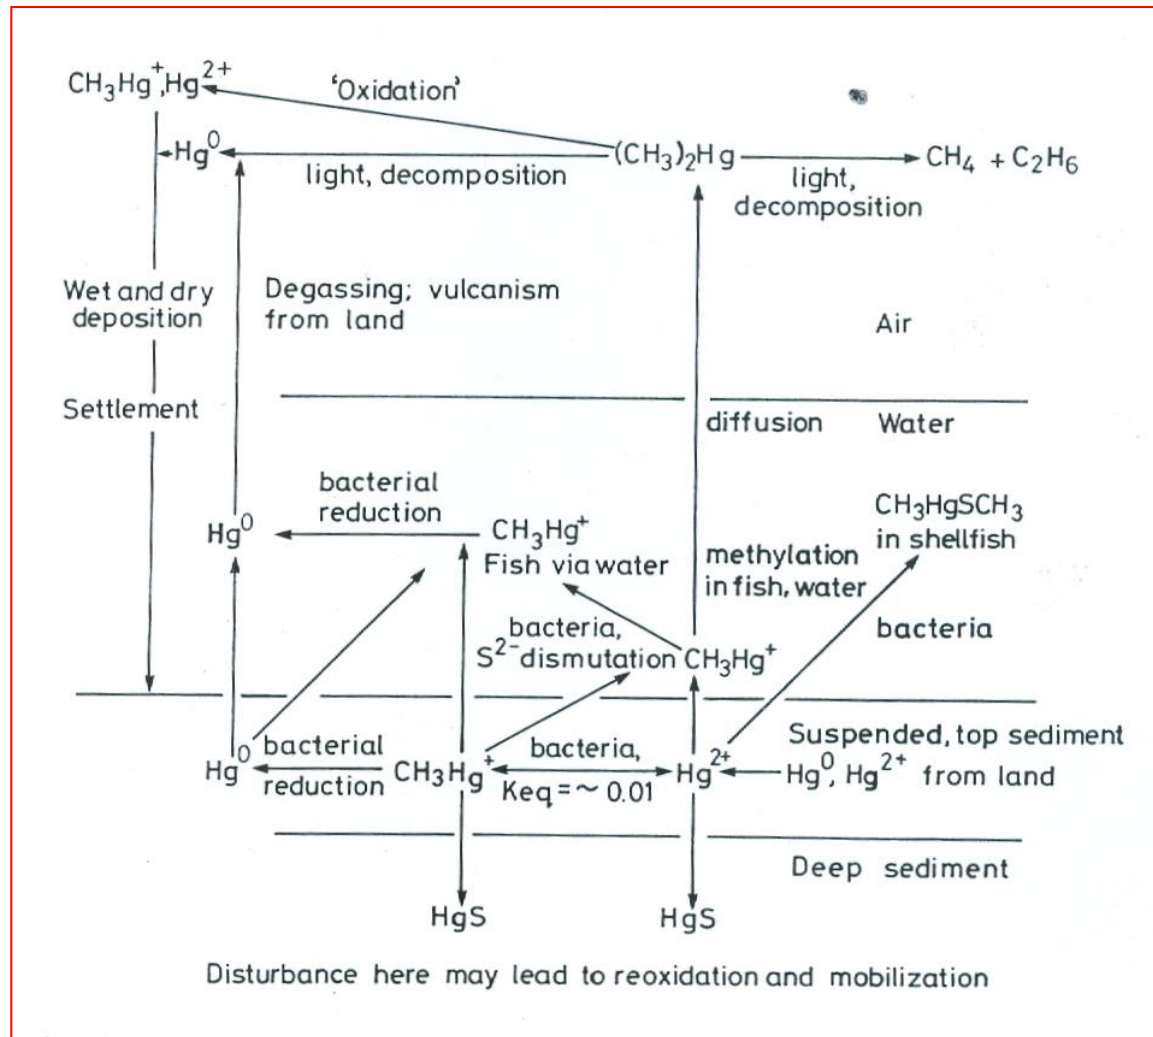 CH₃Hg⁺,Hg²⁺
'Oxidation'
Hg⁰
(CH₃)₂Hg
CH₄ + C₂H₆
light, decomposition
light,
decomposition
Wet and dry
deposition
Degassing; vulcanism
from land
Air
Settlement
diffusion
Water
bacterial
reduction
Hg⁰
CH₃Hg⁺
Fish via water
CH₃HgSCH₃
in shellfish
methylation
in fish, water
bacteria,
S²⁻ dismutation
CH₃Hg⁺
bacteria
Suspended, top sediment
Hg⁰
bacterial
reduction
CH₃Hg⁺
bacteria,
Keq = ~ 0.01
Hg²⁺
Hg⁰, Hg²⁺ from land
Deep sediment
HgS
HgS
Disturbance here may lead to reoxidation and mobilization